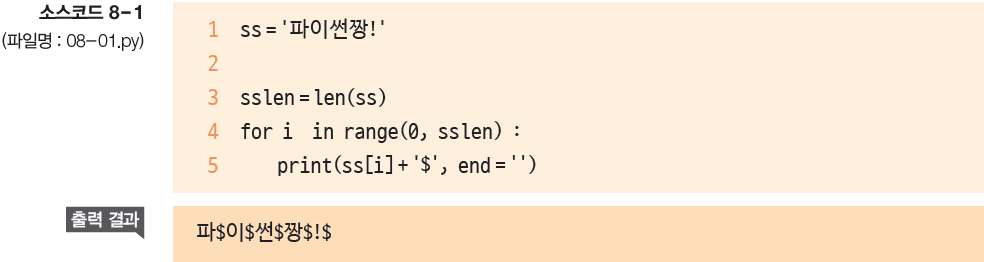 소스코드 8-1
(파일명 : 08-01.py)
1 ss = '파이썬짱!'
2
3 sslen = len(ss)
4 for i in range(0, sslen) :
5 print(ss[i] + '$', end = '')
출력 결과
파$이$썬$짱$!$